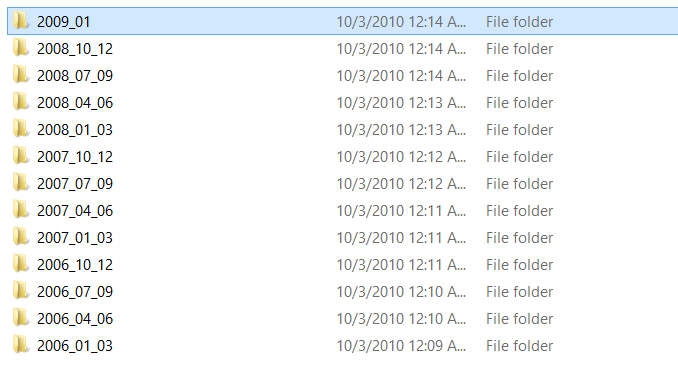 2009_01 10/3/2010 12:14 A... File folder
2008_10_12 10/3/2010 12:14 A... File folder
2008_07_09 10/3/2010 12:14 A... File folder
2008_04_06 10/3/2010 12:13 A... File folder
2008_01_03 10/3/2010 12:13 A... File folder
2007_10_12 10/3/2010 12:12 A... File folder
2007_07_09 10/3/2010 12:12 A... File folder
2007_04_06 10/3/2010 12:11 A... File folder
2007_01_03 10/3/2010 12:11 A... File folder
2006_10_12 10/3/2010 12:11 A... File folder
2006_07_09 10/3/2010 12:10 A... File folder
2006_04_06 10/3/2010 12:10 A... File folder
2006_01_03 10/3/2010 12:09 A... File folder